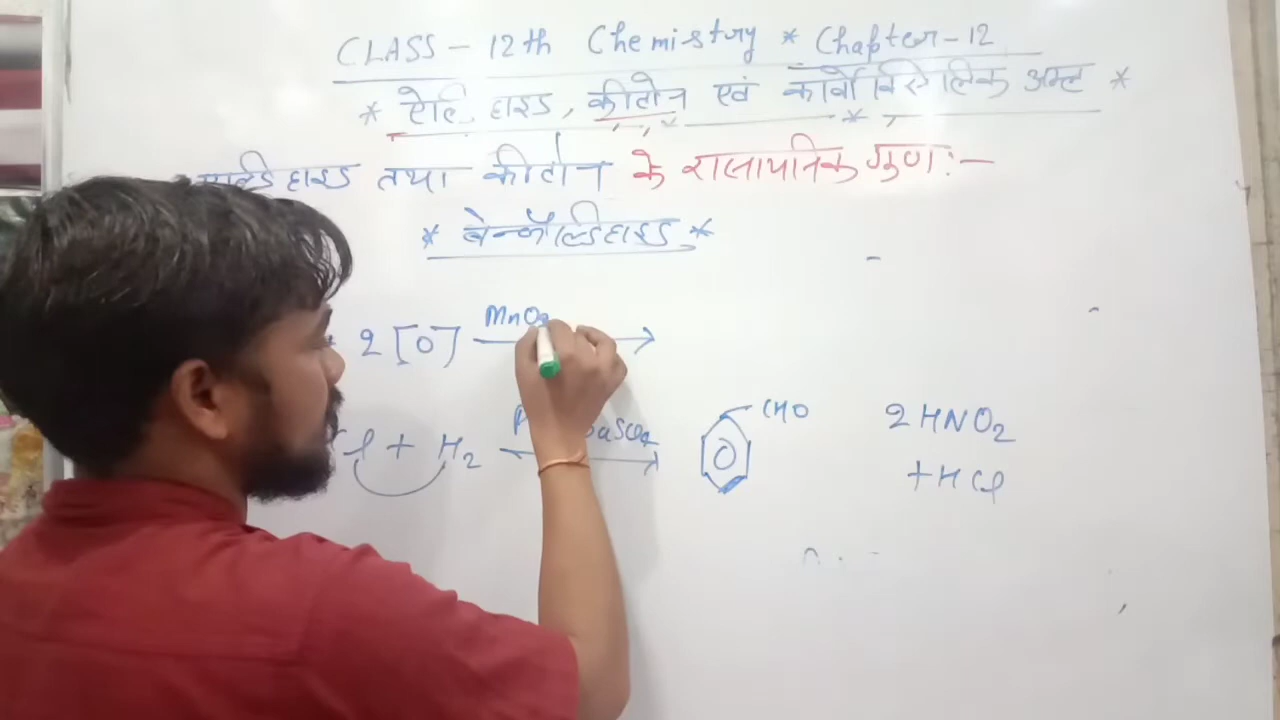 CLASS - 12th Chemistry * Chapter-12
* ऐल्डिहाइड, कीटोन एवं कार्बोक्सिलिक अम्ल *
एल्डिहाइड तथा कीटोन के रासायनिक गुण:-
* बेन्जॉल्डिहाइड *
2 [O] MnO2
CHO 2HNO2
l + H2 BaSO4 O
+ HCl